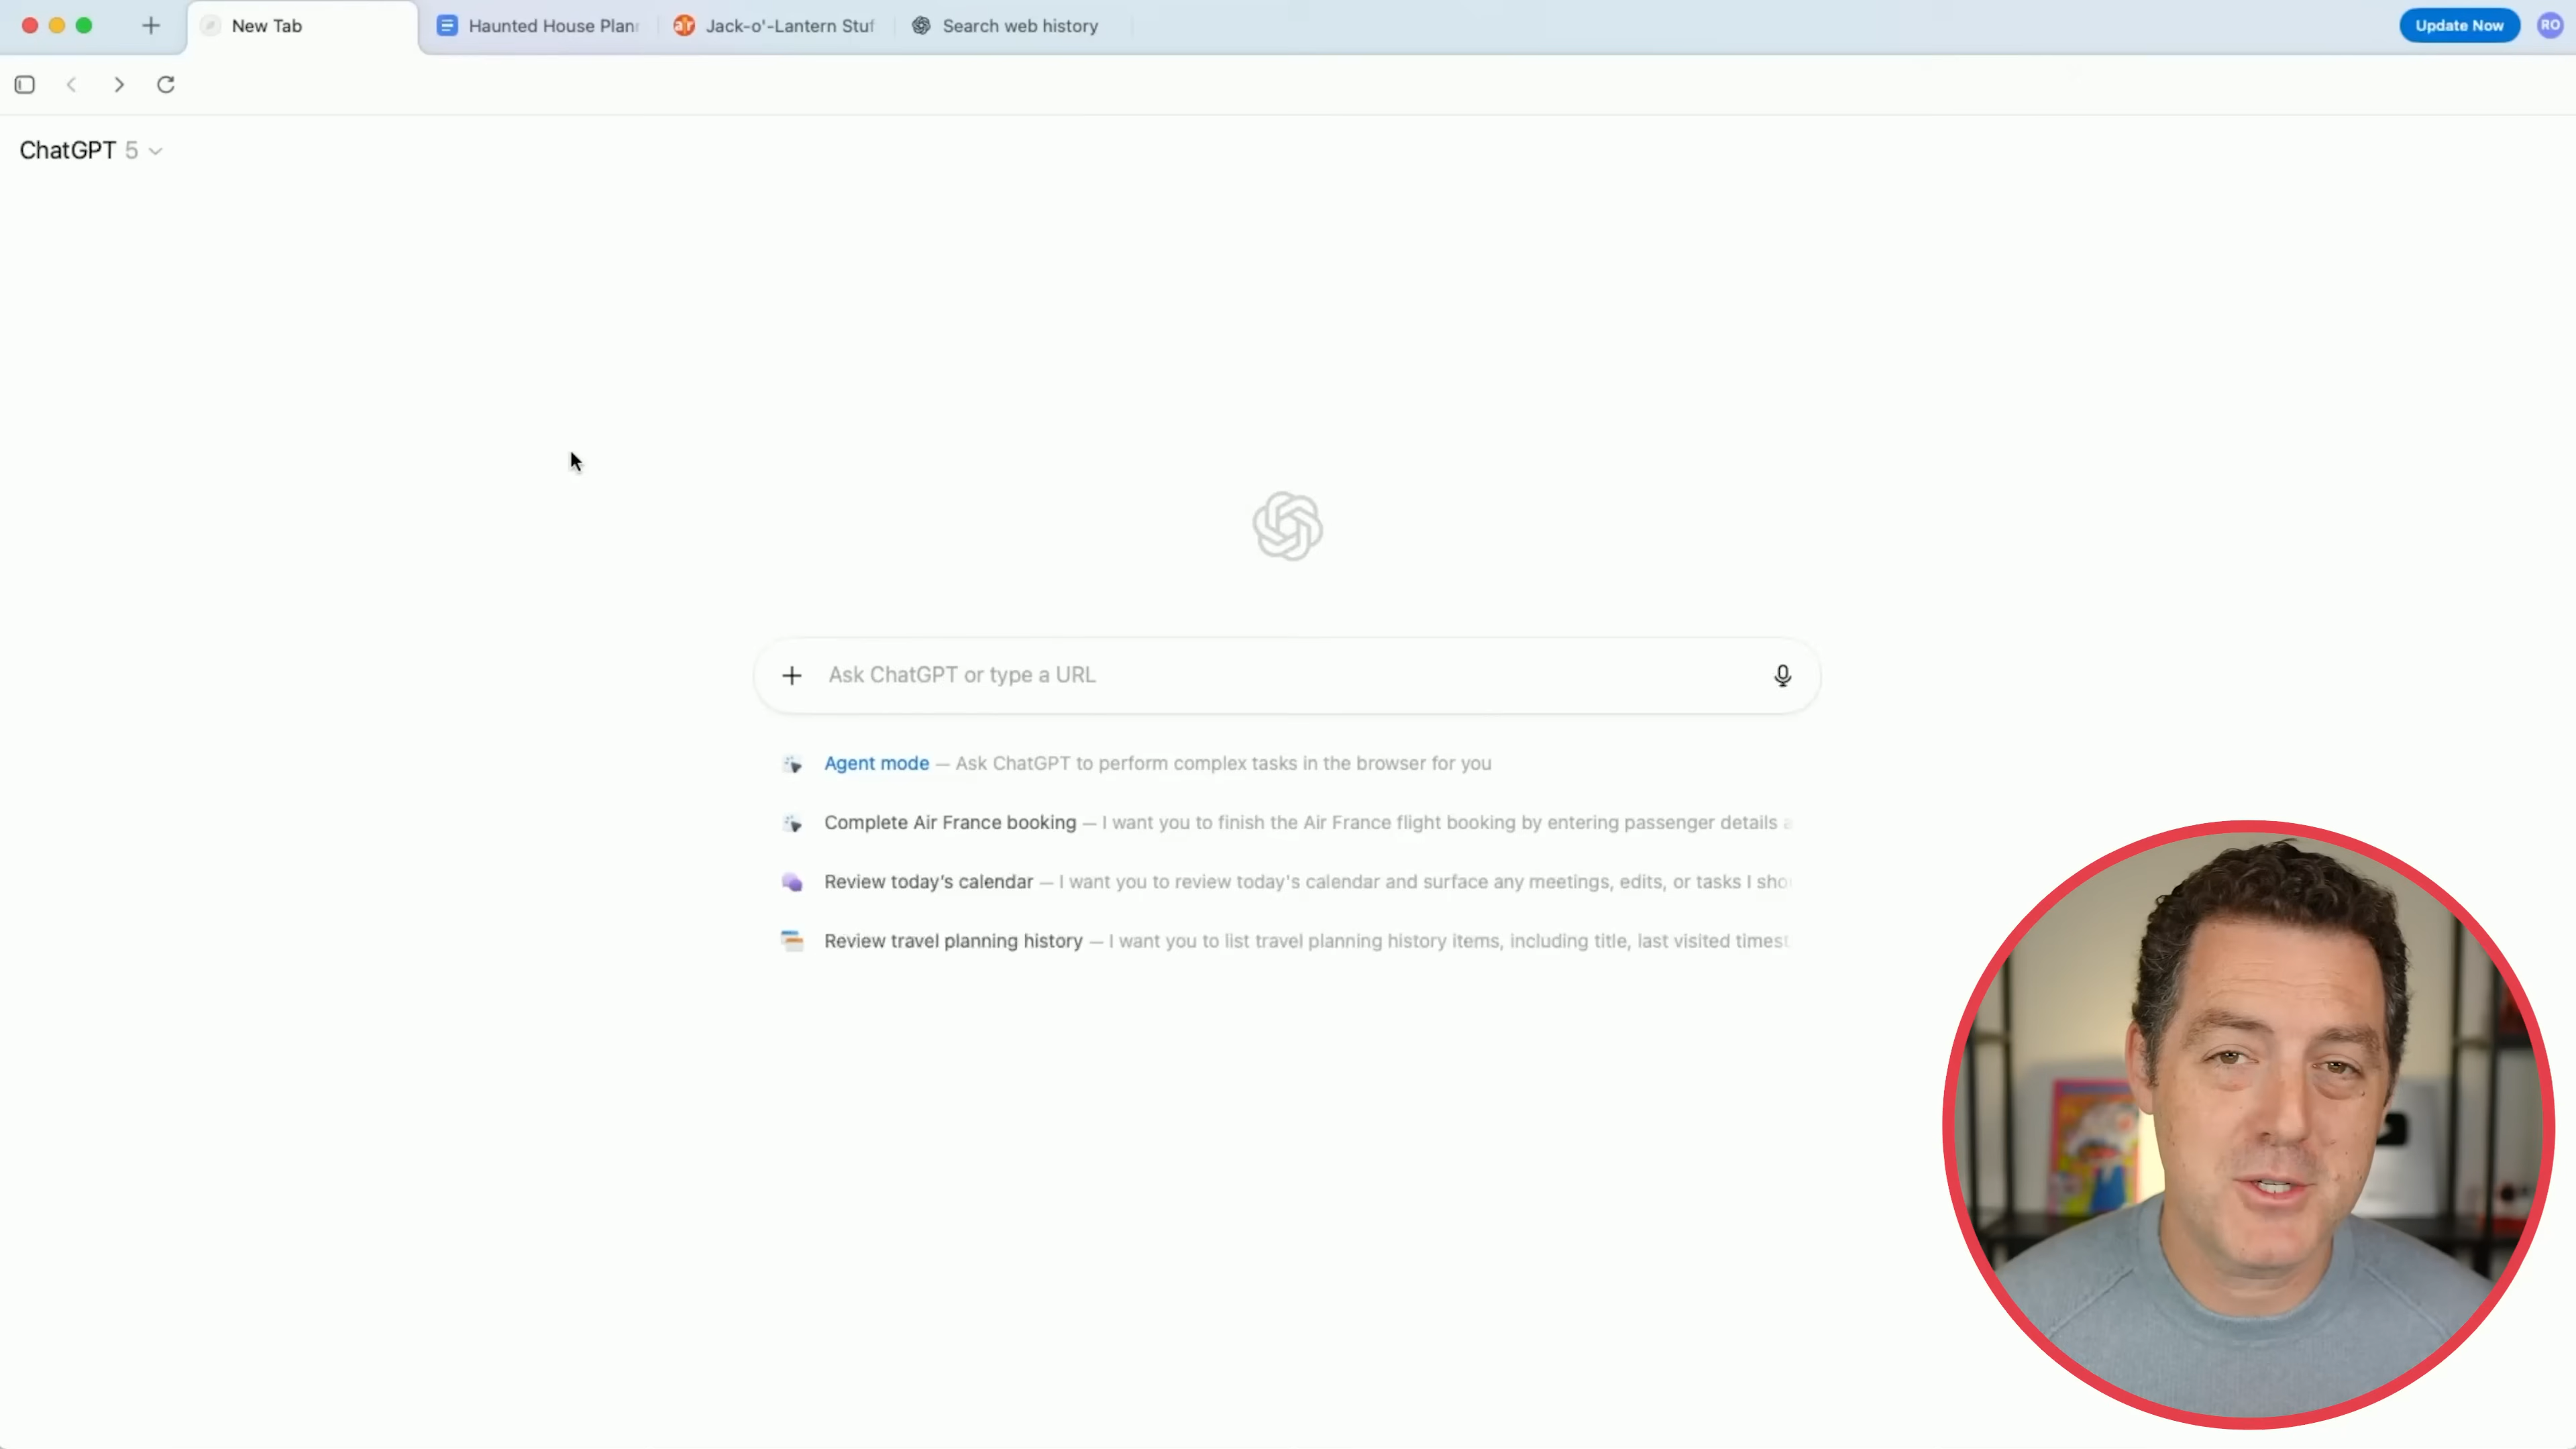 New Tab
Haunted House Plan
Jack-o'-Lantern Stuf
Search web history
Update Now
RO
ChatGPT 5
Ask ChatGPT or type a URL
Agent mode — Ask ChatGPT to perform complex tasks in the browser for you
Complete Air France booking — I want you to finish the Air France flight booking by entering passenger details a
Review today's calendar — I want you to review today's calendar and surface any meetings, edits, or tasks I sho
Review travel planning history — I want you to list travel planning history items, including title, last visited timest